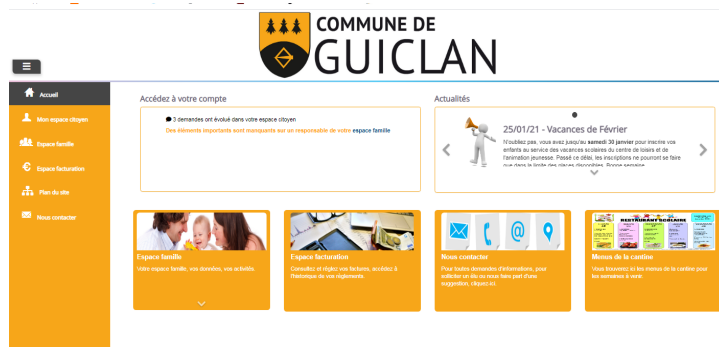 COMMUNE DE
GUICLAN
Accueil
Mon espace citoyen
Espace famille
Espace facturation
Plan du site
Nous contacter
Accédez à votre compte
3 demandes ont évolué dans votre espace citoyen
Des éléments importants sont manquants sur un responsable de votre espace famille
Actualités
25/01/21 - Vacances de Février
N'oubliez pas, vous avez jusqu'au samedi 30 janvier pour inscrire vos
enfants au service des vacances scolaires du centre de loisirs et de
l'animation jeunesse. Passé ce délai, les inscriptions ne pourront se faire
que dans la limite des places disponibles. Bonne semaine
Espace famille
Votre espace famille, vos données, vos activités.
Espace facturation
Consultez et réglez vos factures, accédez à
l'historique de vos règlements
Nous contacter
Pour toutes demandes d'informations, pour
solliciter un élu ou nous faire part d'une
suggestion, cliquez-ici
RESTAURANT SCOLAIRE
Menus de la cantine
Vous trouverez ici les menus de la cantine pour
les semaines à venir.